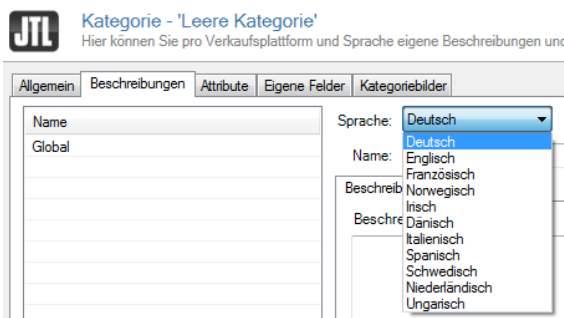 JTL
Kategorie - 'Leere Kategorie'
Hier können Sie pro Verkaufsplattform und Sprache eigene Beschreibungen und
Allgemein Beschreibungen Attribute Eigene Felder Kategoriebilder
Name
Global
Sprache: Deutsch
Name:
Beschreib
Beschre
Deutsch
Englisch
Französisch
Norwegisch
Irisch
Dänisch
Italienisch
Spanisch
Schwedisch
Niederländisch
Ungarisch